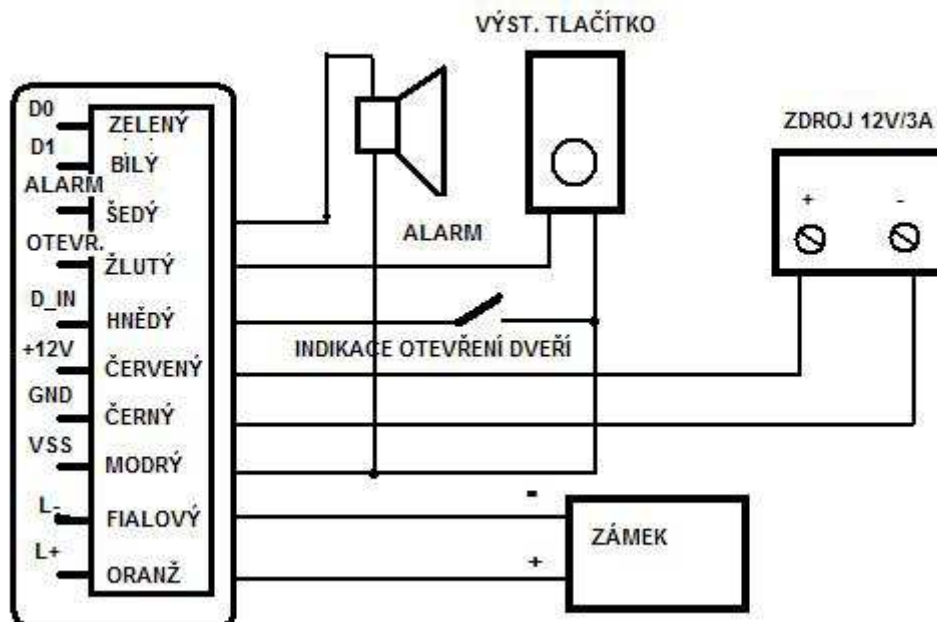 VÝST. TLAČÍTKO
ZDROJ 12V/3A
+ -
ALARM
INDIKACE OTEVŘENÍ DVEŘÍ
D0 ZELENÝ
D1 BÍLÝ
ALARM ŠEDÝ
OTEVR. ŽLUTÝ
D_IN HNĚDÝ
+12V ČERVENÝ
GND ČERNÝ
VSS MODRÝ
L- FIALOVÝ
L+ ORANŽ
-
+
ZÁMEK